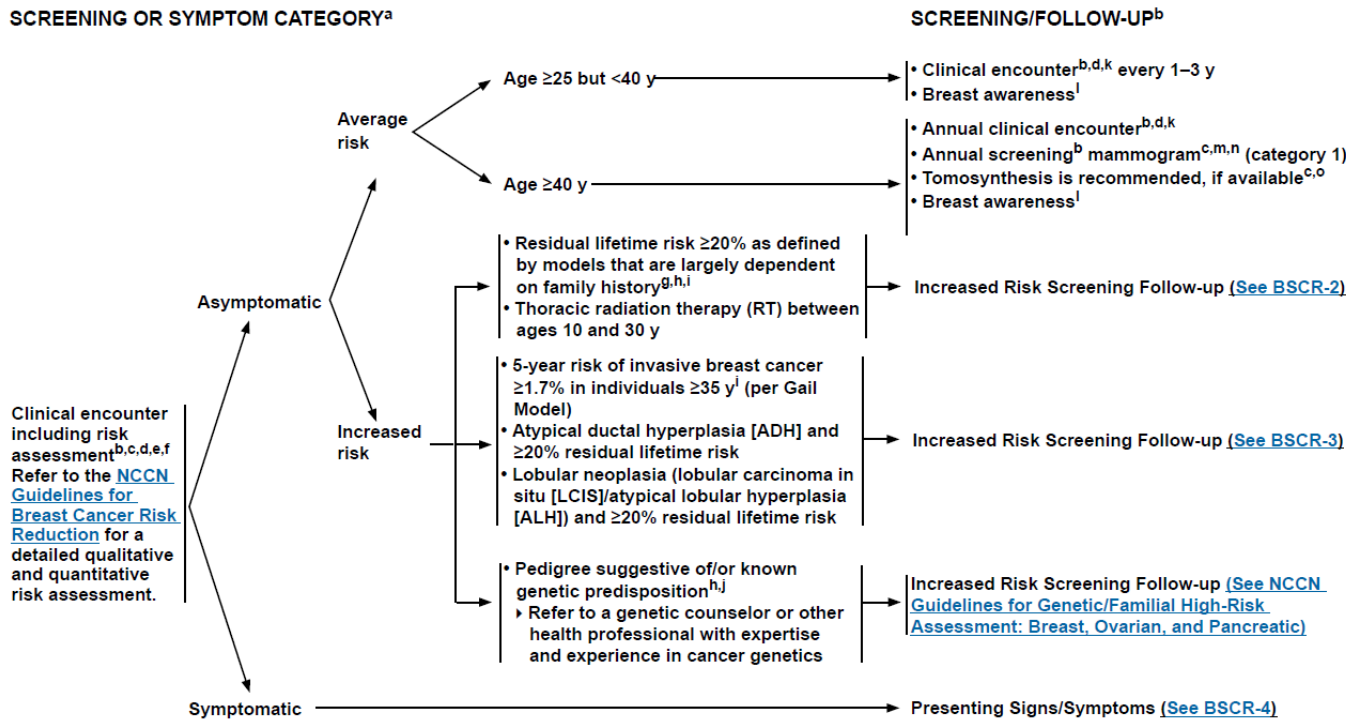 SCREENING OR SYMPTOM CATEGORYa
SCREENING/FOLLOW-UPb
Age ≥25 but <40 y
• Clinical encounterb,d,k every 1–3 y
• Breast awarenessl
Average
risk
Age ≥40 y
• Annual clinical encounterb,d,k
• Annual screeningb mammogramc,m,n (category 1)
• Tomosynthesis is recommended, if availablec,o
• Breast awarenessl
Asymptomatic
• Residual lifetime risk ≥20% as defined
by models that are largely dependent
on family historyg,h,i
• Thoracic radiation therapy (RT) between
ages 10 and 30 y
Increased Risk Screening Follow-up (See BSCR-2)
Clinical encounter
including risk
assessmentb,c,d,e,f
Refer to the NCCN
Guidelines for
Breast Cancer Risk
Reduction for a
detailed qualitative
and quantitative
risk assessment.
Increased
risk
• 5-year risk of invasive breast cancer
≥1.7% in individuals ≥35 yi (per Gail
Model)
• Atypical ductal hyperplasia [ADH] and
≥20% residual lifetime risk
• Lobular neoplasia (lobular carcinoma in
situ [LCIS]/atypical lobular hyperplasia
[ALH]) and ≥20% residual lifetime risk
Increased Risk Screening Follow-up (See BSCR-3)
• Pedigree suggestive of/or known
genetic predispositionh,j
‣ Refer to a genetic counselor or other
health professional with expertise
and experience in cancer genetics
Increased Risk Screening Follow-up (See NCCN
Guidelines for Genetic/Familial High-Risk
Assessment: Breast, Ovarian, and Pancreatic)
Symptomatic
Presenting Signs/Symptoms (See BSCR-4)